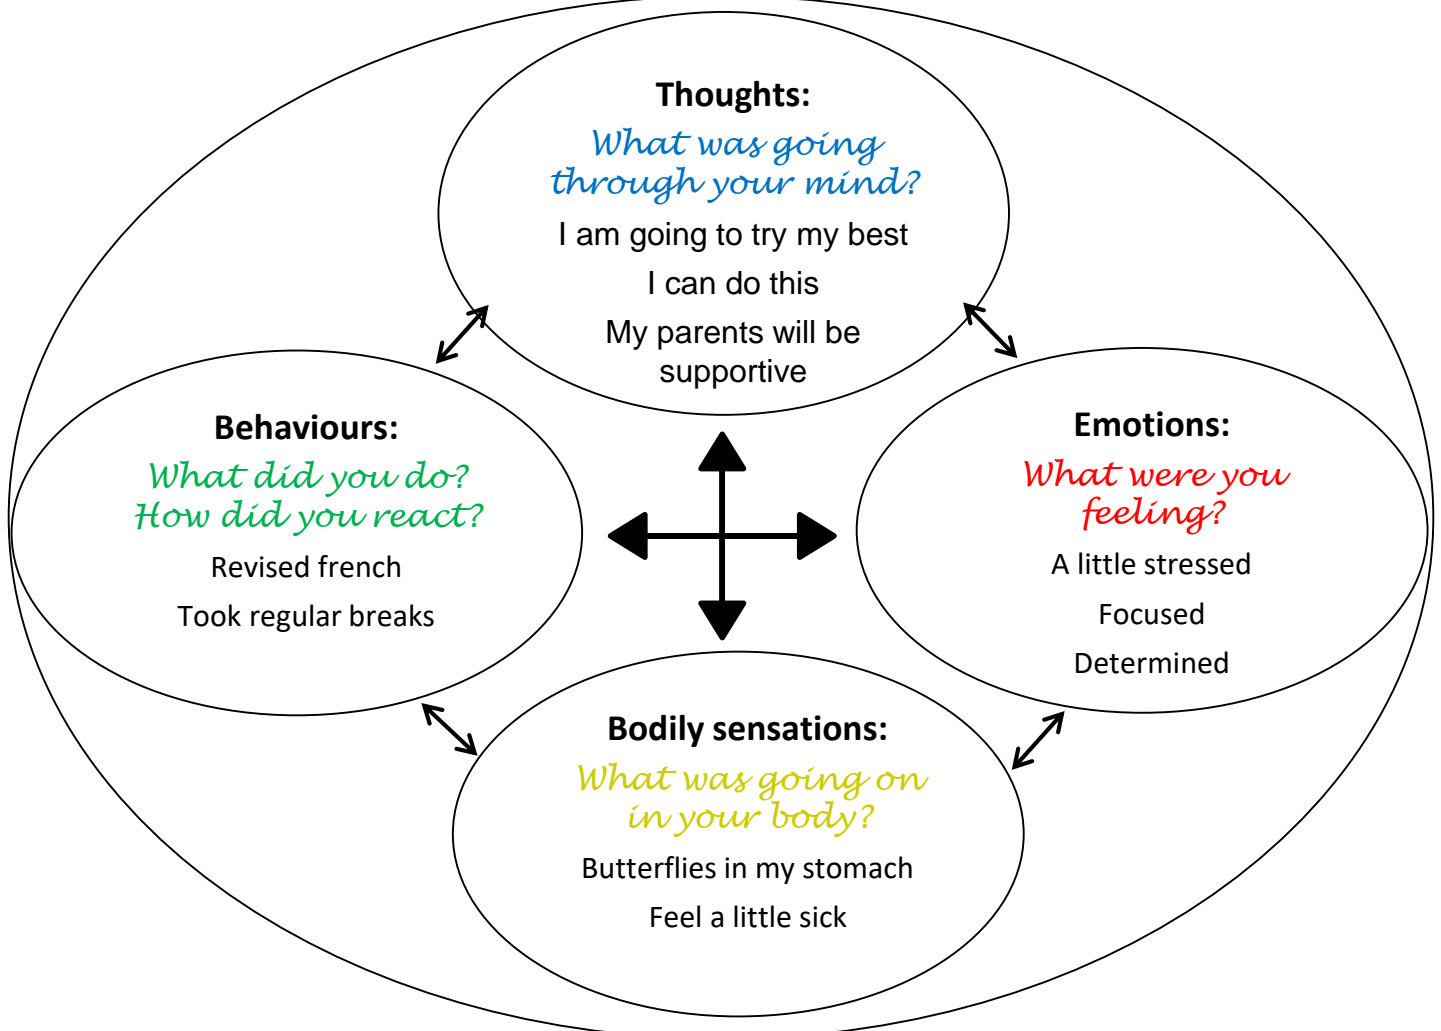 Thoughts:
What was going
through your mind?
I am going to try my best
I can do this
My parents will be
supportive
Behaviours:
What did you do?
How did you react?
Revised french
Took regular breaks
Emotions:
What were you
feeling?
A little stressed
Focused
Determined
Bodily sensations:
What was going on
in your body?
Butterflies in my stomach
Feel a little sick